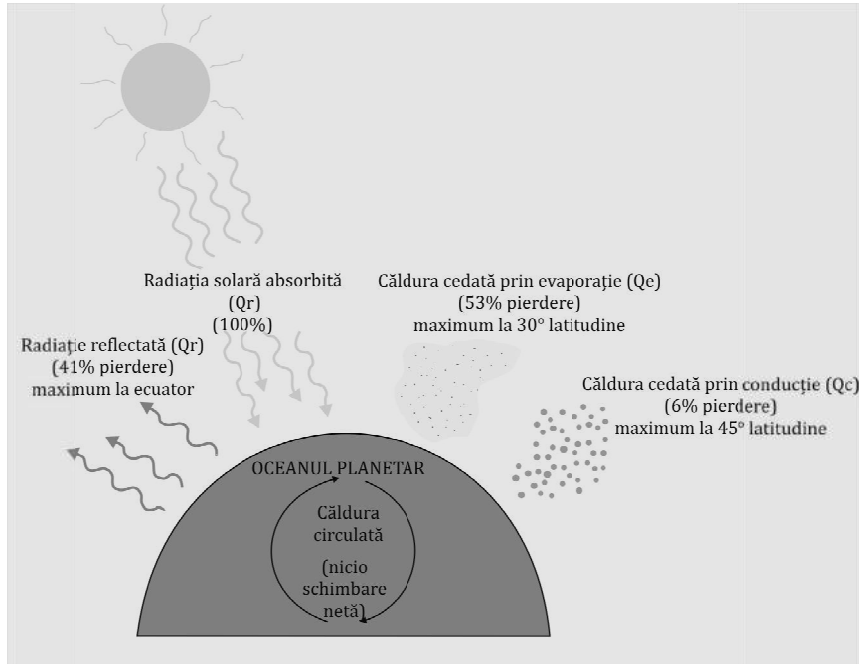 Radiația solară absorbită
(Qr)
(100%)
Căldura cedată prin evaporație (Qe)
(53% pierdere)
maximum la 30° latitudine
Radiație reflectată (Qr)
(41% pierdere)
maximum la ecuator
Căldura cedată prin conducție (Qc)
(6% pierdere)
maximum la 45° latitudine
OCEANUL PLANETAR
Căldura
circulată
(nicio
schimbare
netă)